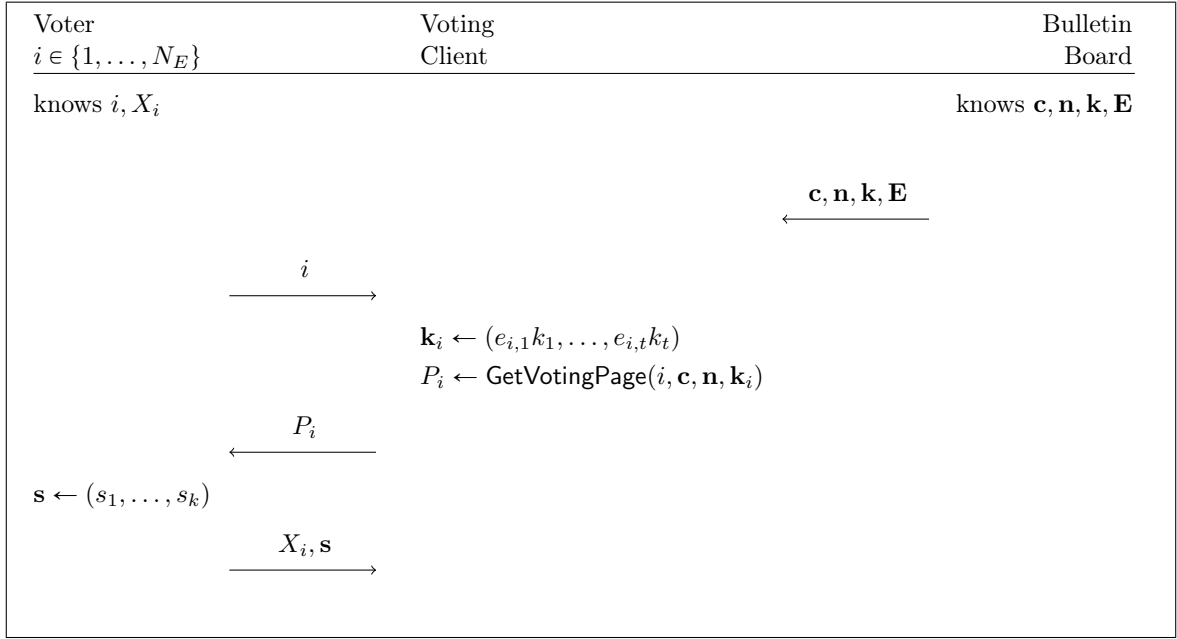 Voter Voting Bulletin
i ∈ {1, . . . , N_E} Client Board
knows i, X_i knows c, n, k, E
c, n, k, E
i
k_i ← (e_{i,1}k_1, . . . , e_{i,t}k_t)
P_i ← GetVotingPage(i, c, n, k_i)
P_i
s ← (s_1, . . . , s_k)
X_i, s